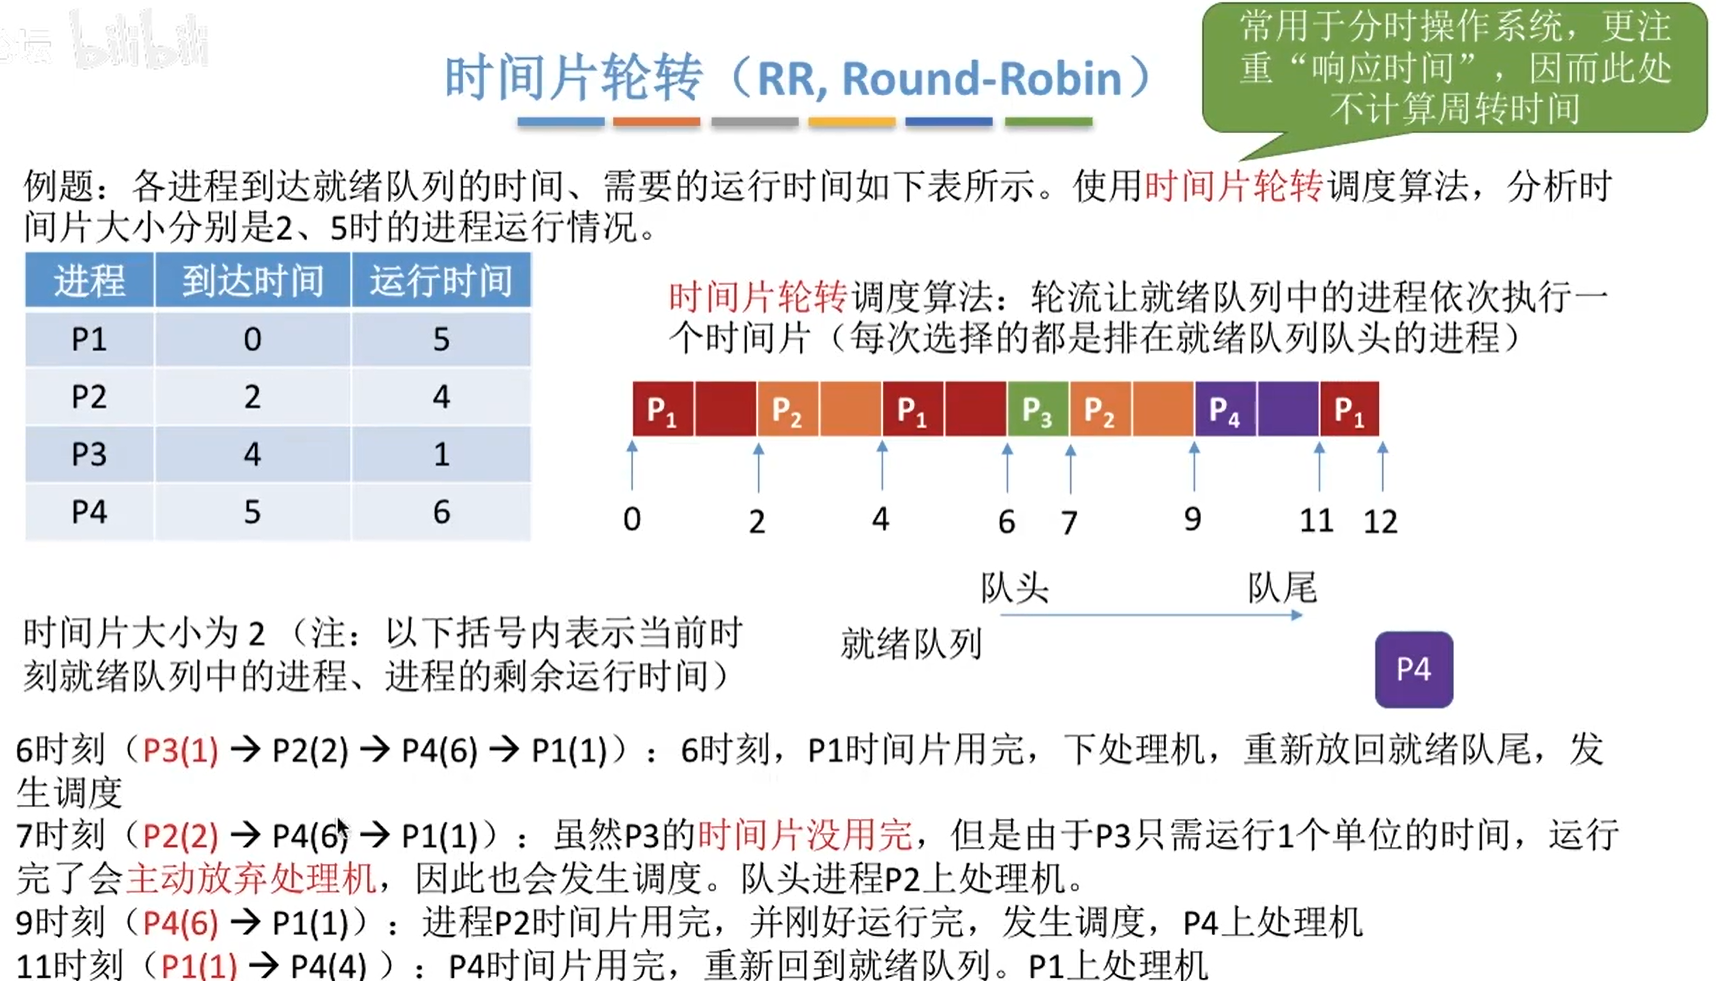 坛 bilibili
常用于分时操作系统，更注
重“响应时间”，因而此处
不计算周转时间
时间片轮转（RR, Round-Robin）
例题：各进程到达就绪队列的时间、需要的运行时间如下表所示。使用时间片轮转调度算法，分析时
间片大小分别是2、5时的进程运行情况。
进程 到达时间 运行时间
P1 0 5
P2 2 4
P3 4 1
P4 5 6
时间片轮转调度算法：轮流让就绪队列中的进程依次执行一
个时间片（每次选择的都是排在就绪队列队头的进程）
P1 P2 P1 P3 P2 P4 P1
0 2 4 6 7 9 11 12
队头 队尾
就绪队列
P4
时间片大小为 2 （注：以下括号内表示当前时
刻就绪队列中的进程、进程的剩余运行时间）
6时刻（P3(1) → P2(2) → P4(6) → P1(1)）：6时刻，P1时间片用完，下处理机，重新放回就绪队尾，发
生调度
7时刻（P2(2) → P4(6) → P1(1)）：虽然P3的时间片没用完，但是由于P3只需运行1个单位的时间，运行
完了会主动放弃处理机，因此也会发生调度。队头进程P2上处理机。
9时刻（P4(6) → P1(1)）：进程P2时间片用完，并刚好运行完，发生调度，P4上处理机
11时刻（P1(1) → P4(4) ）：P4时间片用完，重新回到就绪队列。P1上处理机